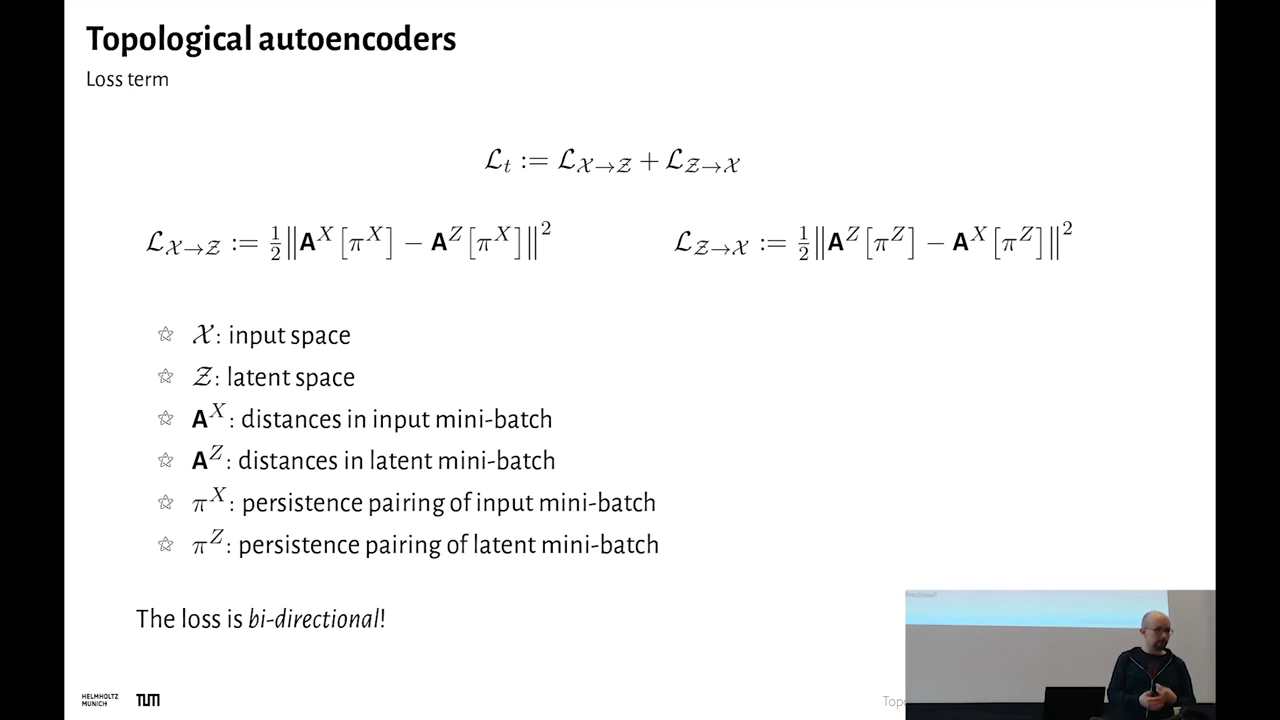 Topological autoencoders
Loss term
ℒ_t := ℒ_{𝒳→𝒵} + ℒ_{𝒵→𝒳}
ℒ_{𝒳→𝒵} := ½‖A^X[π^X] − A^Z[π^X]‖² ℒ_{𝒵→𝒳} := ½‖A^Z[π^Z] − A^X[π^Z]‖²
☆ 𝒳: input space
☆ 𝒵: latent space
☆ A^X: distances in input mini-batch
☆ A^Z: distances in latent mini-batch
☆ π^X: persistence pairing of input mini-batch
☆ π^Z: persistence pairing of latent mini-batch
The loss is bi-directional!
HELMHOLTZ
MUNICH
TUM